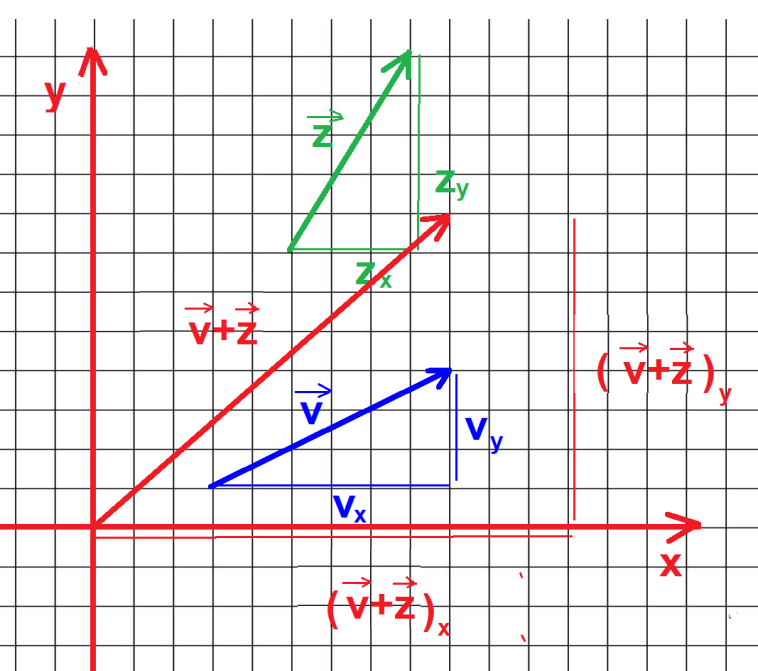 y
z⃗
z_y
z_x
v⃗+z⃗
(v⃗+z⃗)_y
v⃗
v_y
v_x
x
(v⃗+z⃗)_x